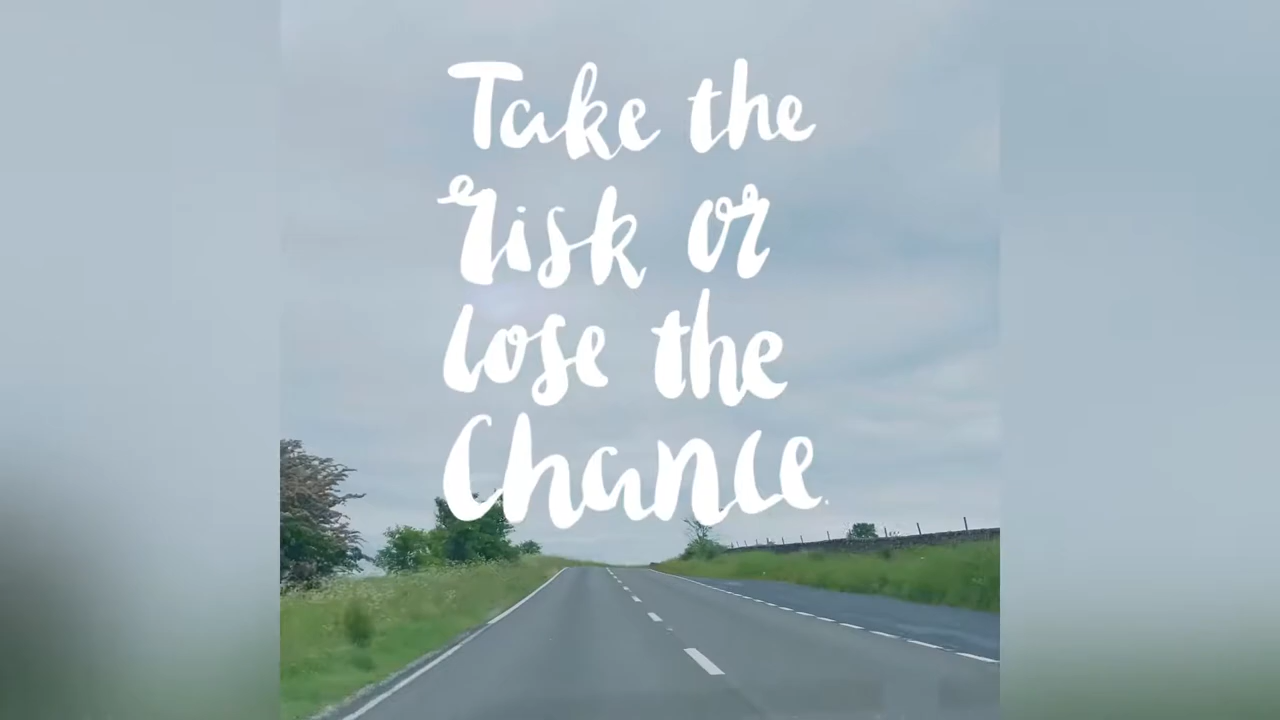 Take the
risk or
lose the
Chance.